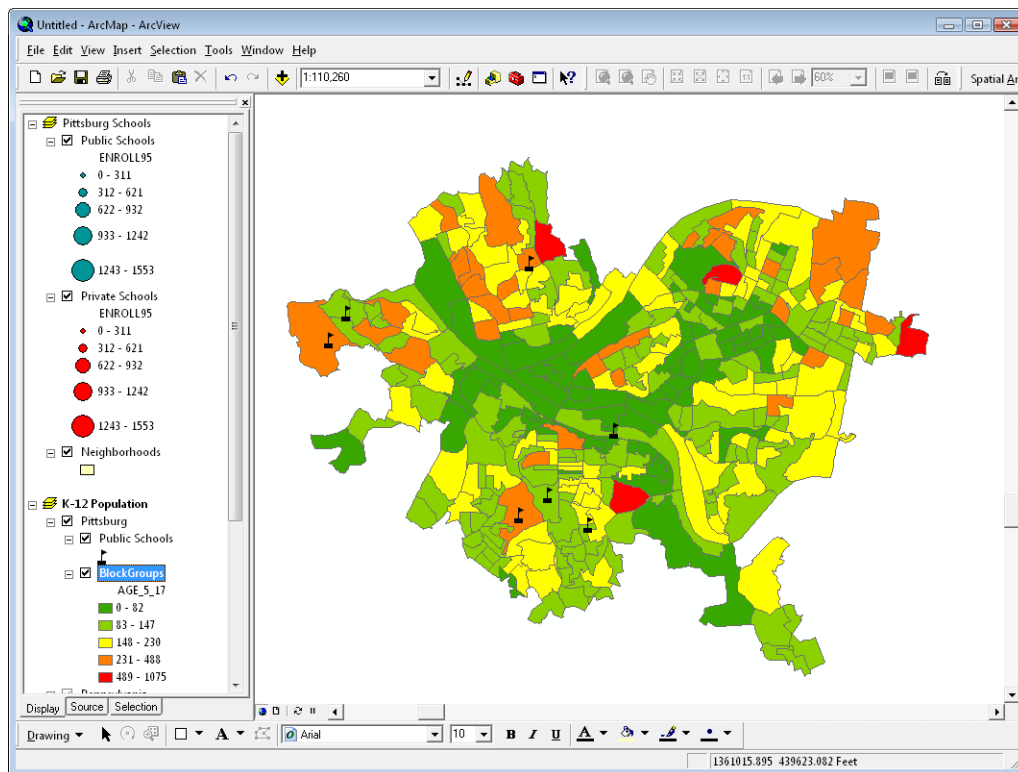 Untitled - ArcMap - ArcView
File Edit View Insert Selection Tools Window Help
1:110,260
60%
Spatial An
Pittsburg Schools
Public Schools
ENROLL95
0 - 311
312 - 621
622 - 932
933 - 1242
1243 - 1553
Private Schools
ENROLL95
0 - 311
312 - 621
622 - 932
933 - 1242
1243 - 1553
Neighborhoods
K-12 Population
Pittsburg
Public Schools
BlockGroups
AGE_5_17
0 - 82
83 - 147
148 - 230
231 - 488
489 - 1075
Display Source Selection
Drawing A Arial 10 B I U A
1361015.895 439623.082 Feet